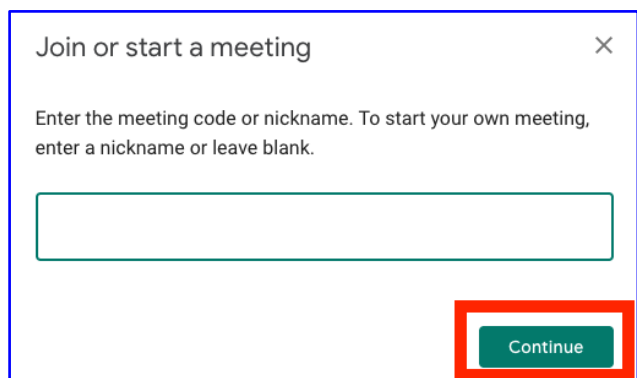 Join or start a meeting
Enter the meeting code or nickname. To start your own meeting,
enter a nickname or leave blank.
Continue